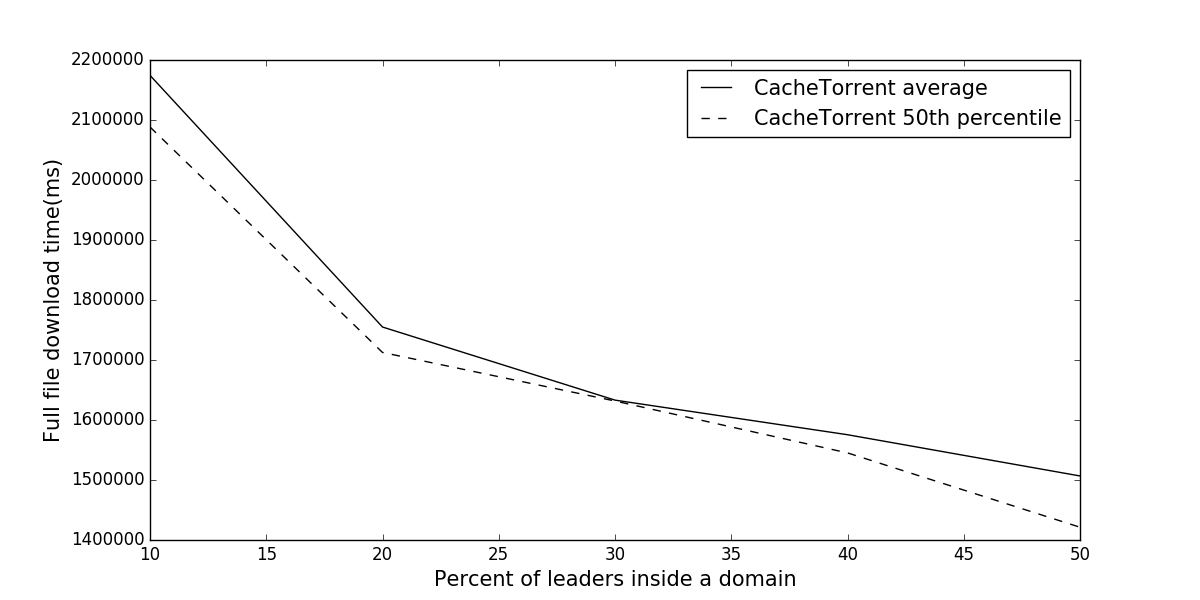 2200000
2100000
2000000
1900000
1800000
1700000
1600000
1500000
1400000
Full file download time(ms)
CacheTorrent average
CacheTorrent 50th percentile
10 15 20 25 30 35 40 45 50
Percent of leaders inside a domain